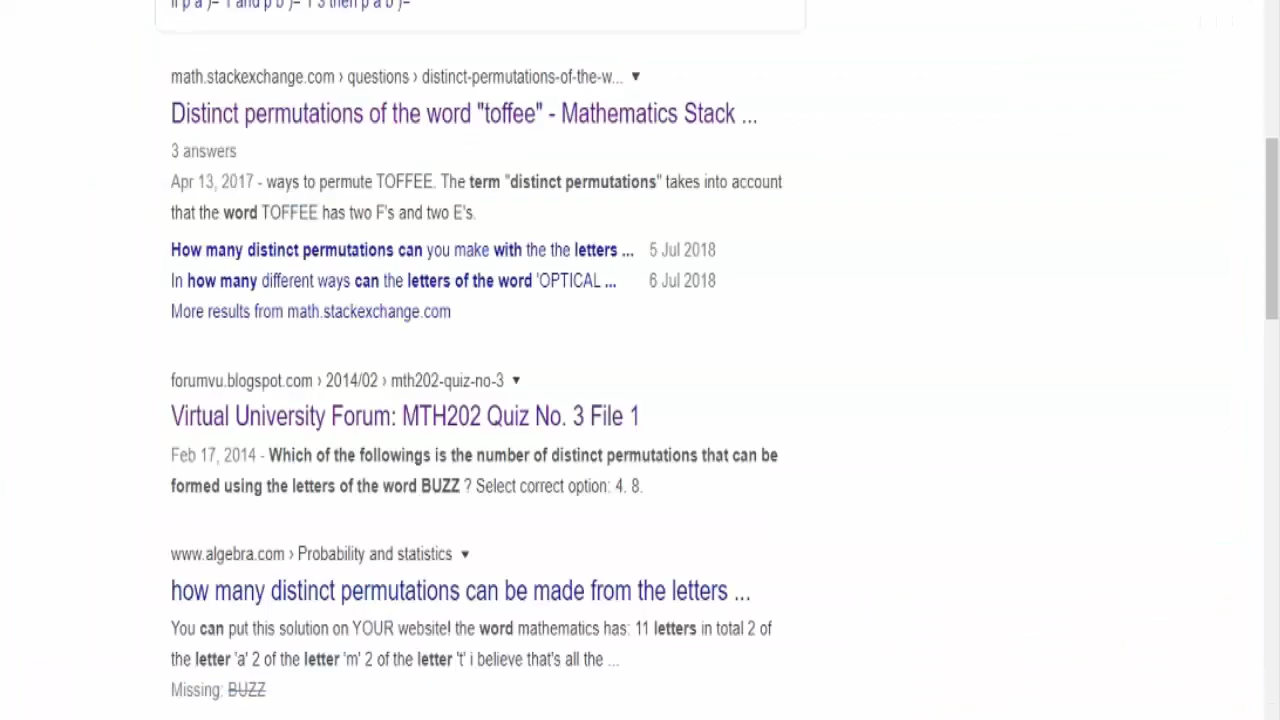 math.stackexchange.com › questions › distinct-permutations-of-the-w... ▼
Distinct permutations of the word "toffee" - Mathematics Stack ...
3 answers
Apr 13, 2017 - ways to permute TOFFEE. The term "distinct permutations" takes into account
that the word TOFFEE has two F's and two E's.
How many distinct permutations can you make with the the letters ... 5 Jul 2018
In how many different ways can the letters of the word 'OPTICAL ... 6 Jul 2018
More results from math.stackexchange.com
forumvu.blogspot.com › 2014/02 › mth202-quiz-no-3 ▼
Virtual University Forum: MTH202 Quiz No. 3 File 1
Feb 17, 2014 - Which of the followings is the number of distinct permutations that can be
formed using the letters of the word BUZZ ? Select correct option: 4. 8.
www.algebra.com › Probability and statistics ▼
how many distinct permutations can be made from the letters ...
You can put this solution on YOUR website! the word mathematics has: 11 letters in total 2 of
the letter 'a' 2 of the letter 'm' 2 of the letter 't' i believe that's all the ...
Missing: BUZZ